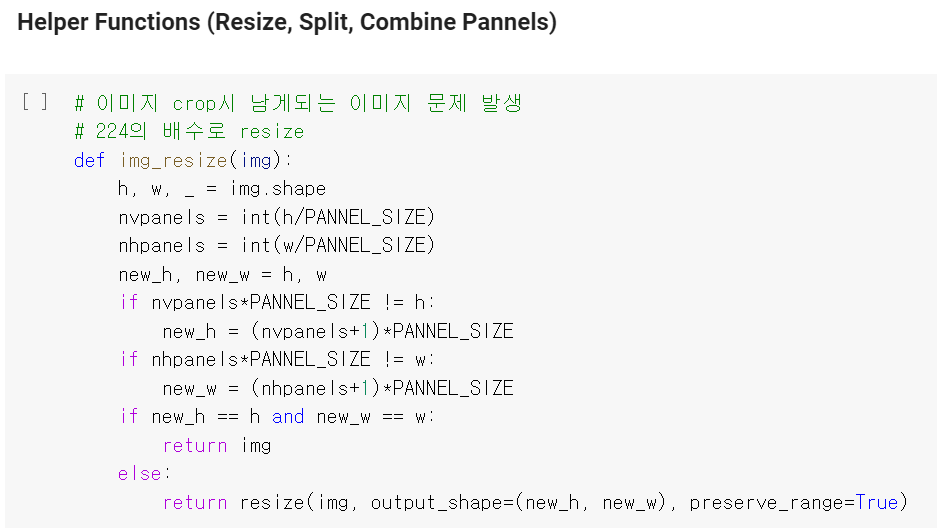 Helper Functions (Resize, Split, Combine Pannels)
[ ] # 이미지 crop시 남게되는 이미지 문제 발생
# 224의 배수로 resize
def img_resize(img):
    h, w, _ = img.shape
    nvpanels = int(h/PANNEL_SIZE)
    nhpanels = int(w/PANNEL_SIZE)
    new_h, new_w = h, w
    if nvpanels*PANNEL_SIZE != h:
        new_h = (nvpanels+1)*PANNEL_SIZE
    if nhpanels*PANNEL_SIZE != w:
        new_w = (nhpanels+1)*PANNEL_SIZE
    if new_h == h and new_w == w:
        return img
    else:
        return resize(img, output_shape=(new_h, new_w), preserve_range=True)